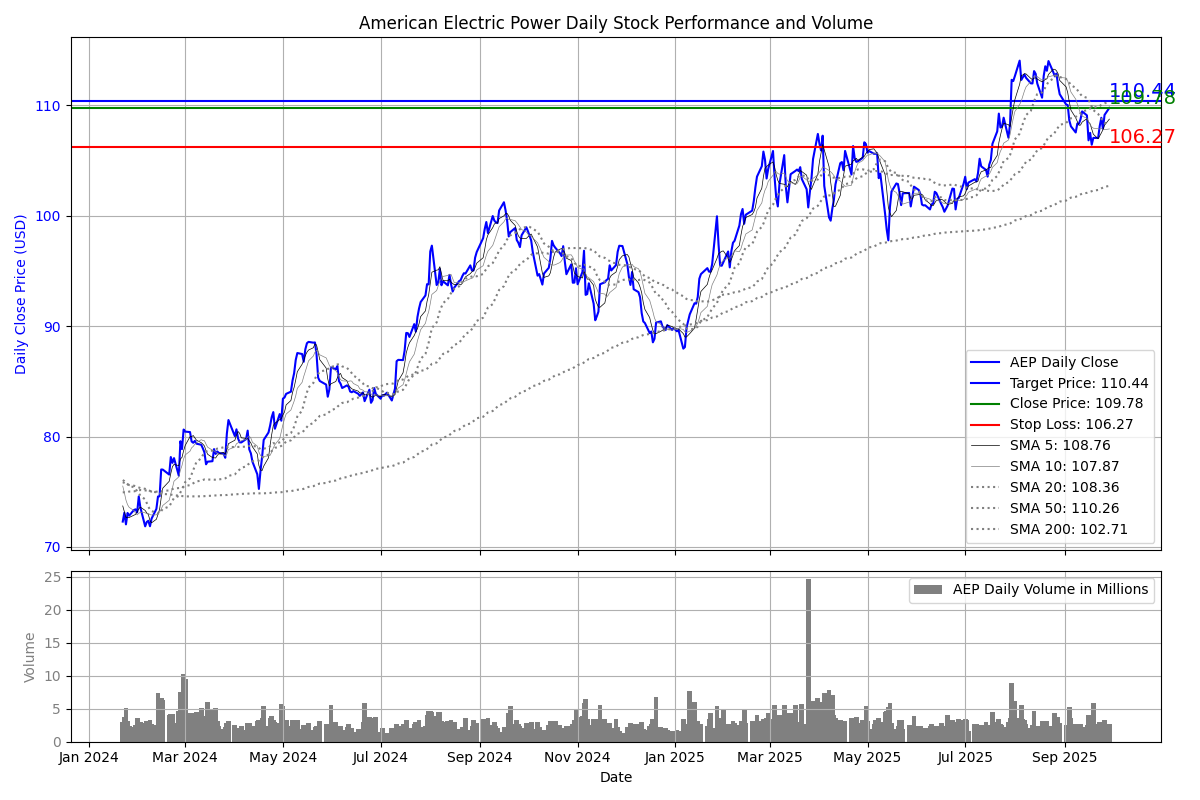 American Electric Power Daily Stock Performance and Volume
Daily Close Price (USD)
110
100
90
80
70
110.44
109.78
106.27
AEP Daily Close
Target Price: 110.44
Close Price: 109.78
Stop Loss: 106.27
SMA 5: 108.76
SMA 10: 107.87
SMA 20: 108.36
SMA 50: 110.26
SMA 200: 102.71
Volume
25
20
15
10
5
0
AEP Daily Volume in Millions
Jan 2024 Mar 2024 May 2024 Jul 2024 Sep 2024 Nov 2024 Jan 2025 Mar 2025 May 2025 Jul 2025 Sep 2025
Date